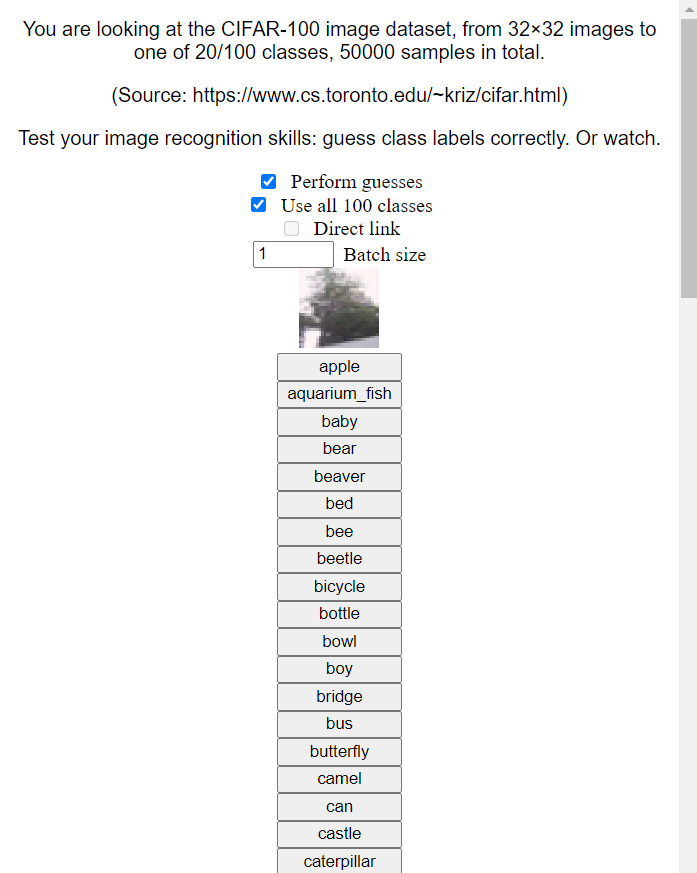 You are looking at the CIFAR-100 image dataset, from 32×32 images to
one of 20/100 classes, 50000 samples in total.
(Source: https://www.cs.toronto.edu/~kriz/cifar.html)
Test your image recognition skills: guess class labels correctly. Or watch.
Perform guesses
Use all 100 classes
Direct link
1 Batch size
apple
aquarium_fish
baby
bear
beaver
bed
bee
beetle
bicycle
bottle
bowl
boy
bridge
bus
butterfly
camel
can
castle
caterpillar